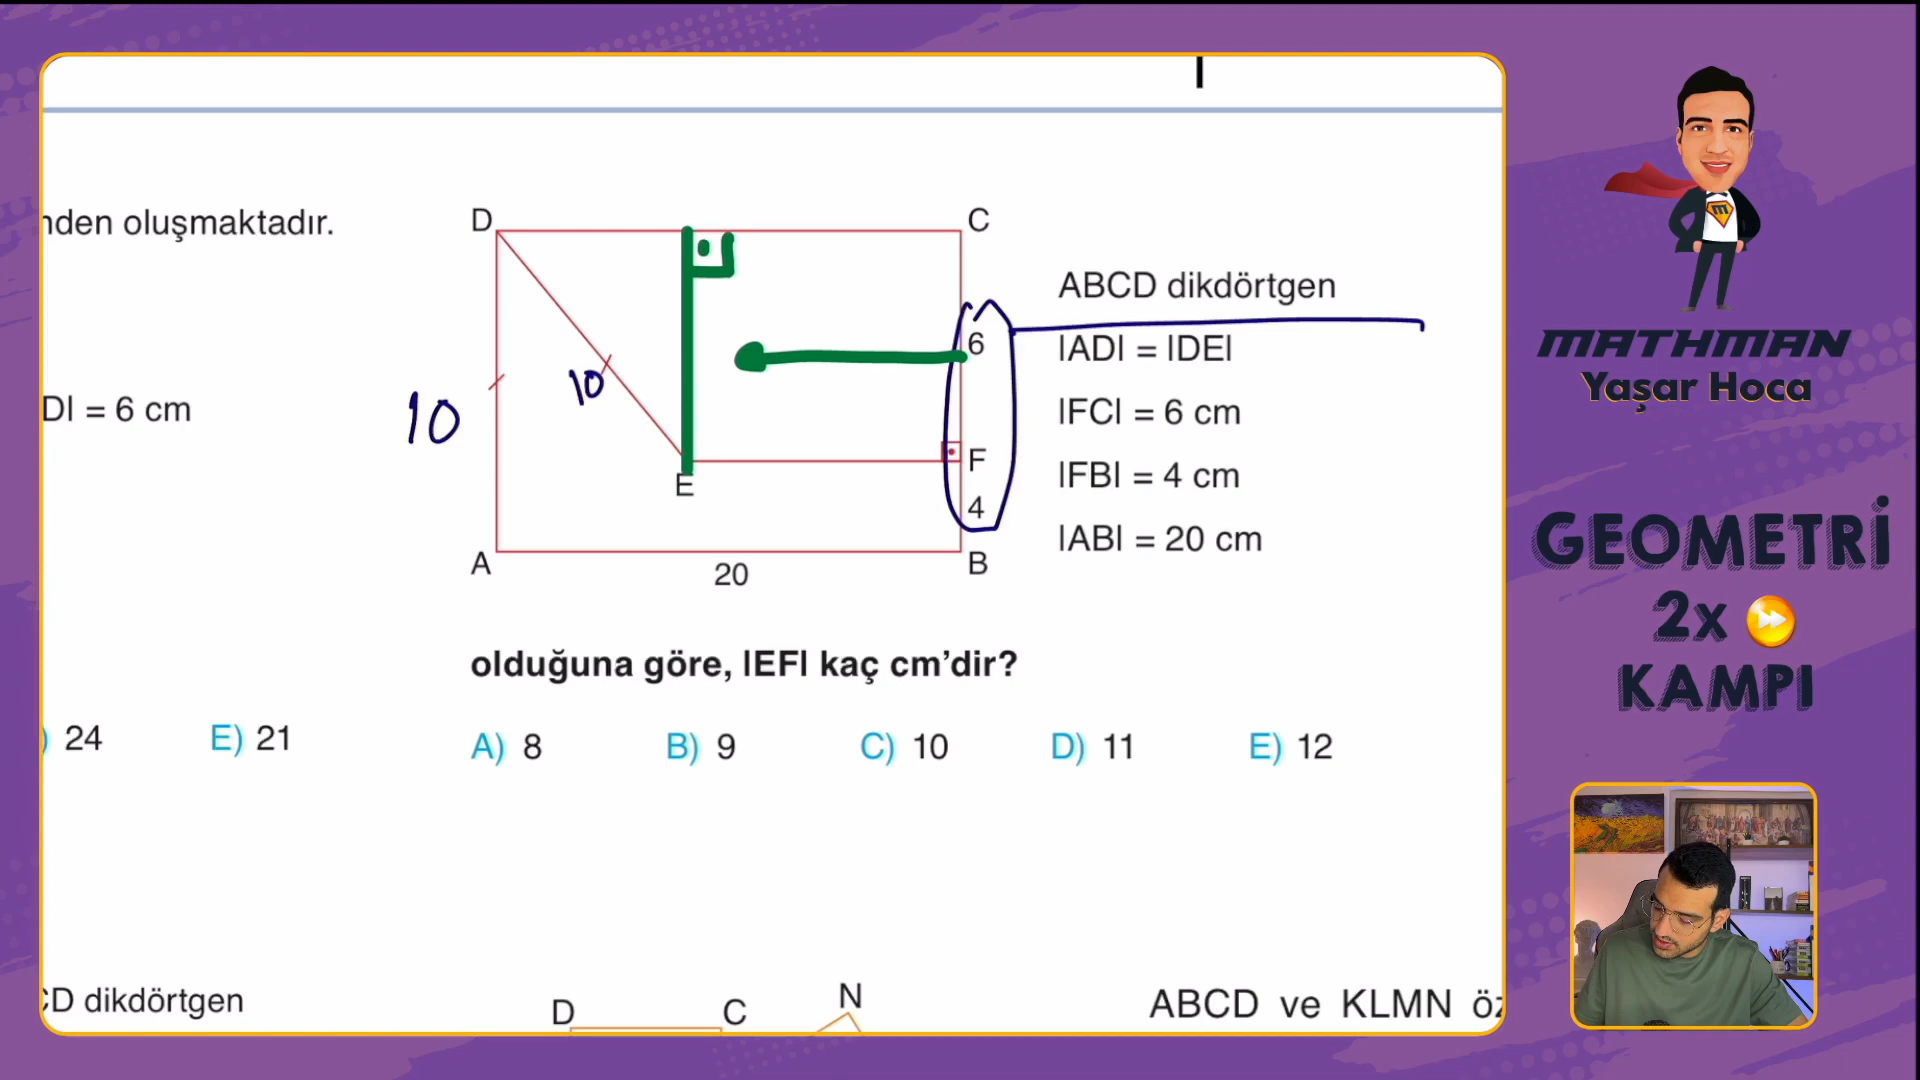 nden oluşmaktadır.
D| = 6 cm
24 E) 21
D C
10
10
6
F
E
4
A B
20
ABCD dikdörtgen
|AD| = |DE|
|FC| = 6 cm
|FB| = 4 cm
|AB| = 20 cm
olduğuna göre, |EF| kaç cm’dir?
A) 8 B) 9 C) 10 D) 11 E) 12
CD dikdörtgen
D C N
ABCD ve KLMN öz
MATHMAN
Yaşar Hoca
GEOMETRİ
2x
KAMPI